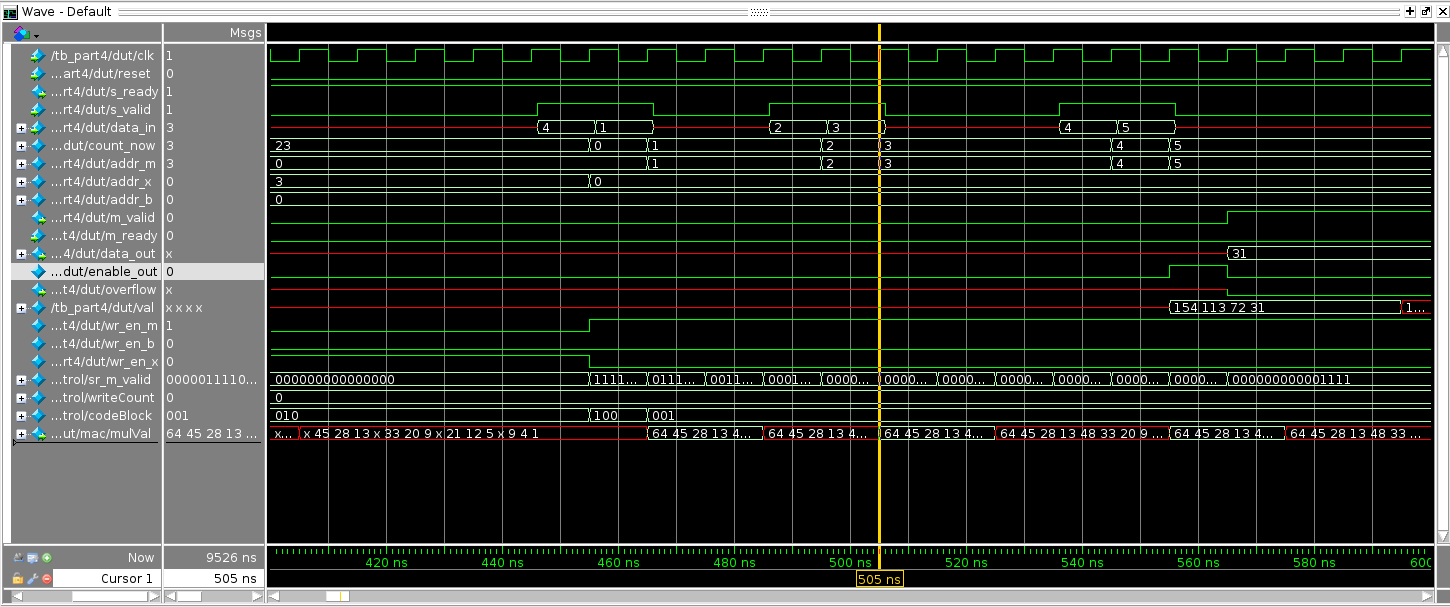 Wave - Default
Msgs
/tb_part4/dut/clk 1
...art4/dut/reset 0
...rt4/dut/s_ready 1
...rt4/dut/s_valid 1
...rt4/dut/data_in 3 4 1 2 3 4 5
...dut/count_now 3 23 0 1 2 3 4 5
...rt4/dut/addr_m 3 0 1 2 3 4 5
...rt4/dut/addr_x 0 3 0
...rt4/dut/addr_b 0 0
...rt4/dut/m_valid 0
...t4/dut/m_ready 0
...4/dut/data_out x 31
...dut/enable_out 0
...t4/dut/overflow x
/tb_part4/dut/val x x x x 154 113 72 31 1...
...t4/dut/wr_en_m 1
...t4/dut/wr_en_b 0
...rt4/dut/wr_en_x 0
...trol/sr_m_valid 0000011110... 000000000000000 1111... 0111... 0011... 0001... 0000... 0000... 0000... 0000... 0000... 0000... 0000... 000000000001111
...trol/writeCount 0 0
...trol/codeBlock 001 010 100 001
...ut/mac/mulVal 64 45 28 13 ... x... x 45 28 13 x 33 20 9 x 21 12 5 x 9 4 1 64 45 28 13 4... 64 45 28 13 4... 64 45 28 13 4... 64 45 28 13 48 33 20 9 ... 64 45 28 13 4... 64 45 28 13 48 33 ...
Now 9526 ns 420 ns 440 ns 460 ns 480 ns 500 ns 520 ns 540 ns 560 ns 580 ns 600
Cursor 1 505 ns 505 ns